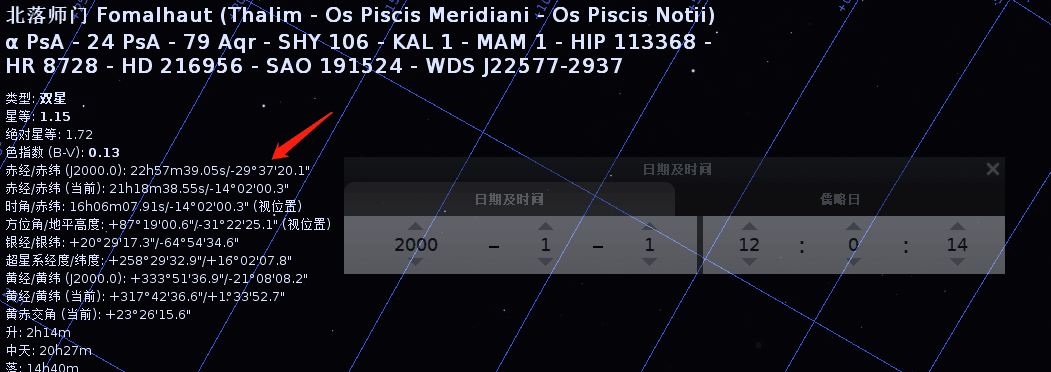 北落师门 Fomalhaut (Thalim - Os Piscis Meridiani - Os Piscis Notii)
α PsA - 24 PsA - 79 Aqr - SHY 106 - KAL 1 - MAM 1 - HIP 113368 -
HR 8728 - HD 216956 - SAO 191524 - WDS J22577-2937
类型: 双星
星等: 1.15
绝对星等: 1.72
色指数 (B-V): 0.13
赤经/赤纬 (J2000.0): 22h57m39.05s/-29°37'20.1"
赤经/赤纬 (当前): 21h18m38.55s/-14°02'00.3"
时角/赤纬: 16h06m07.91s/-14°02'00.3" (视位置)
方位角/地平高度: +87°19'00.6"/-31°22'25.1" (视位置)
银经/银纬: +20°29'17.3"/-64°54'34.6"
超星系经度/纬度: +258°29'32.9"/+16°02'07.8"
黄经/黄纬 (J2000.0): +333°51'36.9"/-21°08'08.2"
黄经/黄纬 (当前): +317°42'36.6"/+1°33'52.7"
黄赤交角 (当前): +23°26'15.6"
升: 2h14m
中天: 20h27m
落: 14h40m
日期及时间
日期及时间 儒略日
2000 – 1 – 1 12 : 0 : 14